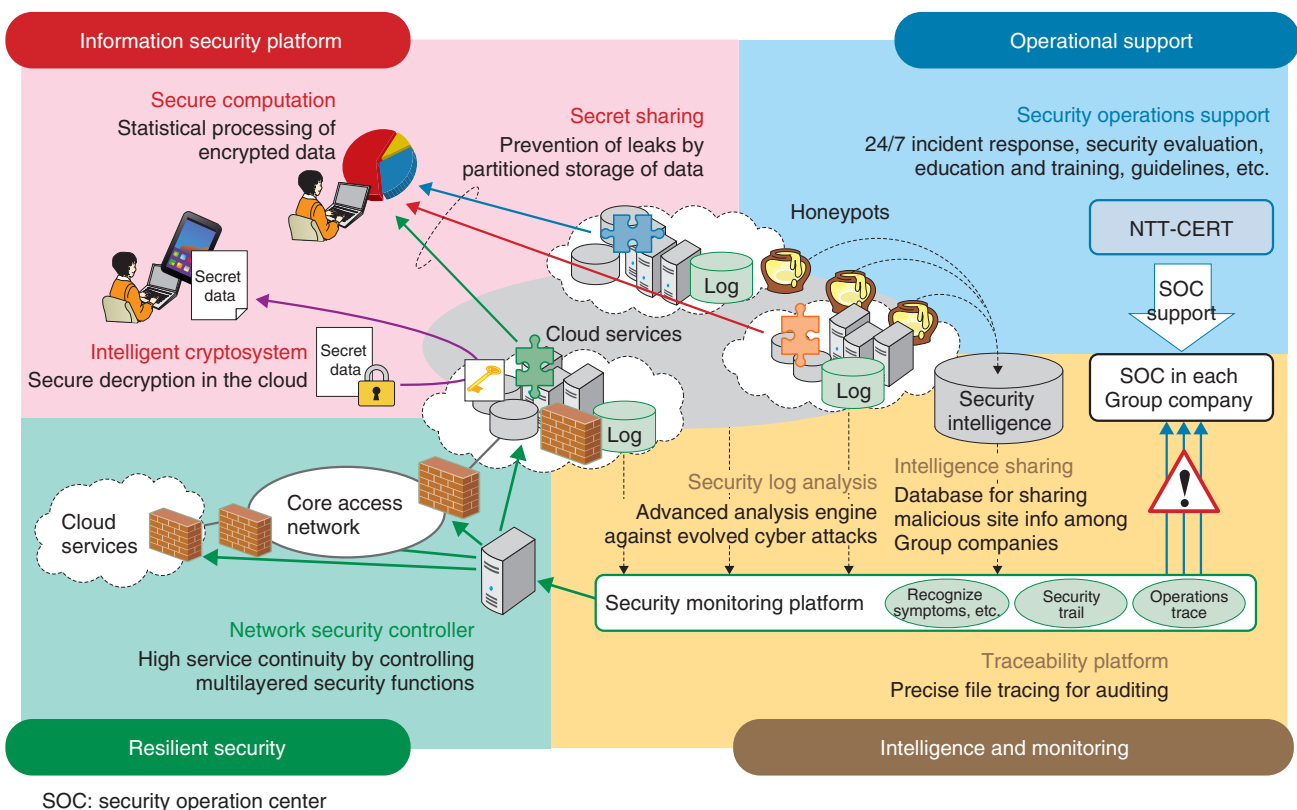 Information security platform
Operational support
Secure computation
Statistical processing of
encrypted data
Secret sharing
Prevention of leaks by
partitioned storage of data
Security operations support
24/7 incident response, security evaluation,
education and training, guidelines, etc.
Honeypots
NTT-CERT
SOC
support
Secret
data
Log
Cloud services
Intelligent cryptosystem
Secure decryption in the cloud
Secret
data
Log
Security
intelligence
SOC in each
Group company
Log
Core access
network
Cloud
services
Security log analysis
Advanced analysis engine
against evolved cyber attacks
Intelligence sharing
Database for sharing
malicious site info among
Group companies
!
Security monitoring platform
Recognize
symptoms, etc.
Security
trail
Operations
trace
Network security controller
High service continuity by controlling
multilayered security functions
Traceability platform
Precise file tracing for auditing
Resilient security
Intelligence and monitoring
SOC: security operation center